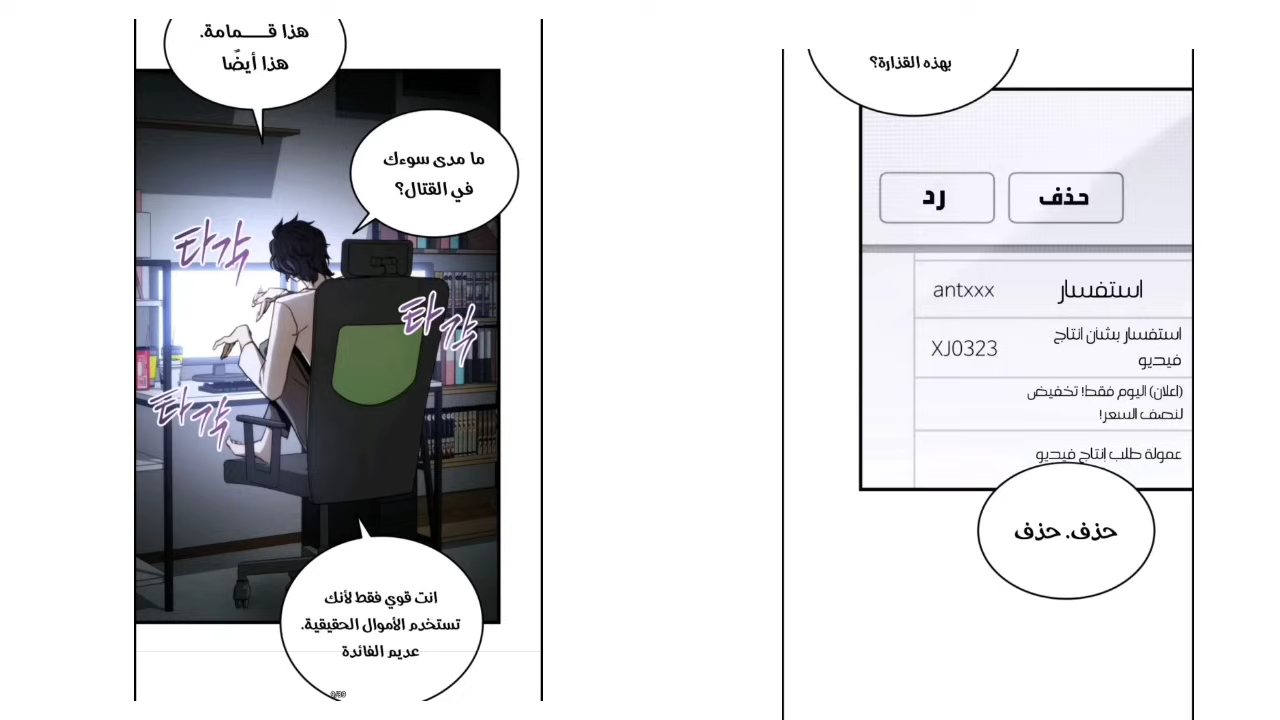 هذا قـــــمامة.
هذا أيضًا
ما مدى سوءك
في القتال؟
타각
타각
타각
انت قوي فقط لأنك
تستخدم الأموال الحقيقية.
عديم الفائدة
بهذه القذارة؟
رد
حذف
antxxx
استفسار
XJ0323
استفسار بشأن انتاج
فيديو
(اعلان) اليوم فقط! تخفيض
لنصف السعر!
عمولة طلب انتاج فيديو
حذف. حذف